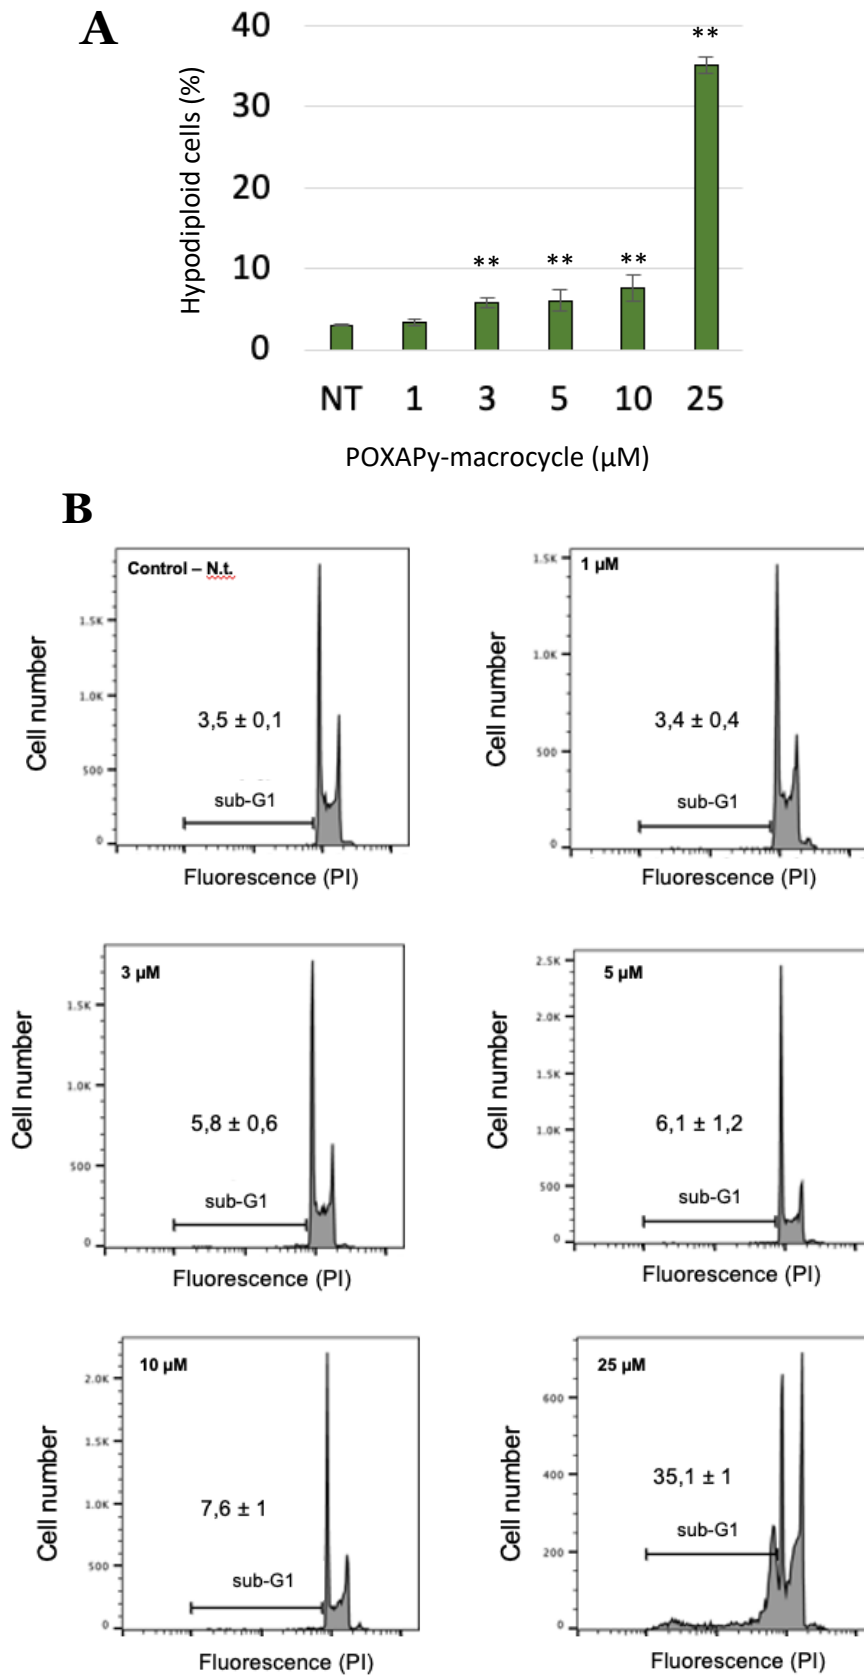 A
Hypodiploid cells (%)
40
30
20
10
0
**
**
**
**
NT 1 3 5 10 25
POXAPy-macrocycle (µM)
B
Control – N.t.
Cell number
1.5K
1.0K
500
0
3,5 ± 0,1
sub-G1
Fluorescence (PI)
1 µM
Cell number
1.5K
1.0K
500
0
3,4 ± 0,4
sub-G1
Fluorescence (PI)
3 µM
Cell number
1.5K
1.0K
500
0
5,8 ± 0,6
sub-G1
Fluorescence (PI)
5 µM
Cell number
2.5K
2.0K
1.5K
1.0K
500
0
6,1 ± 1,2
sub-G1
Fluorescence (PI)
10 µM
Cell number
2.0K
1.5K
1.0K
500
0
7,6 ± 1
sub-G1
Fluorescence (PI)
25 µM
Cell number
600
400
200
0
35,1 ± 1
sub-G1
Fluorescence (PI)